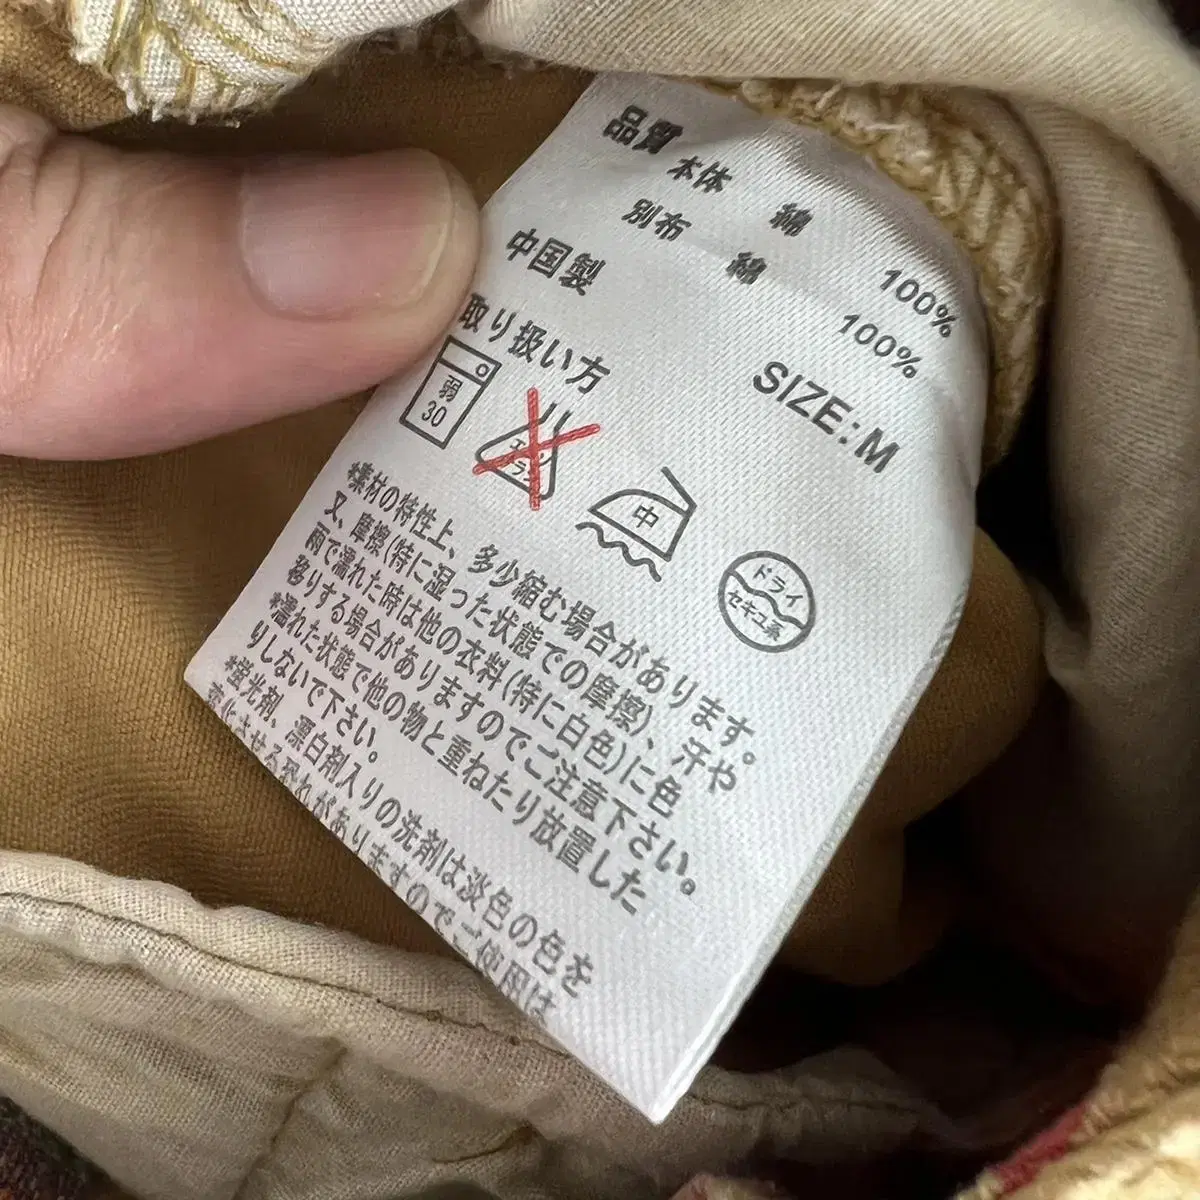 品質
本体 綿 100%
別布 綿 100%
中国製
SIZE:M
取り扱い方
弱
30
エンソ
サラシ
中
ドライ
セキユ系
*素材の特性上、多少縮む場合があります。
又、摩擦(特に湿った状態での摩擦)、汗や
雨で濡れた時は他の衣料(特に白色)に色
移りする場合がありますのでご注意下さい。
*濡れた状態で他の物と重ねたり放置した
りしないで下さい。
*蛍光剤、漂白剤入りの洗剤は淡色の色を
変化させる恐れがありますのでご使用は